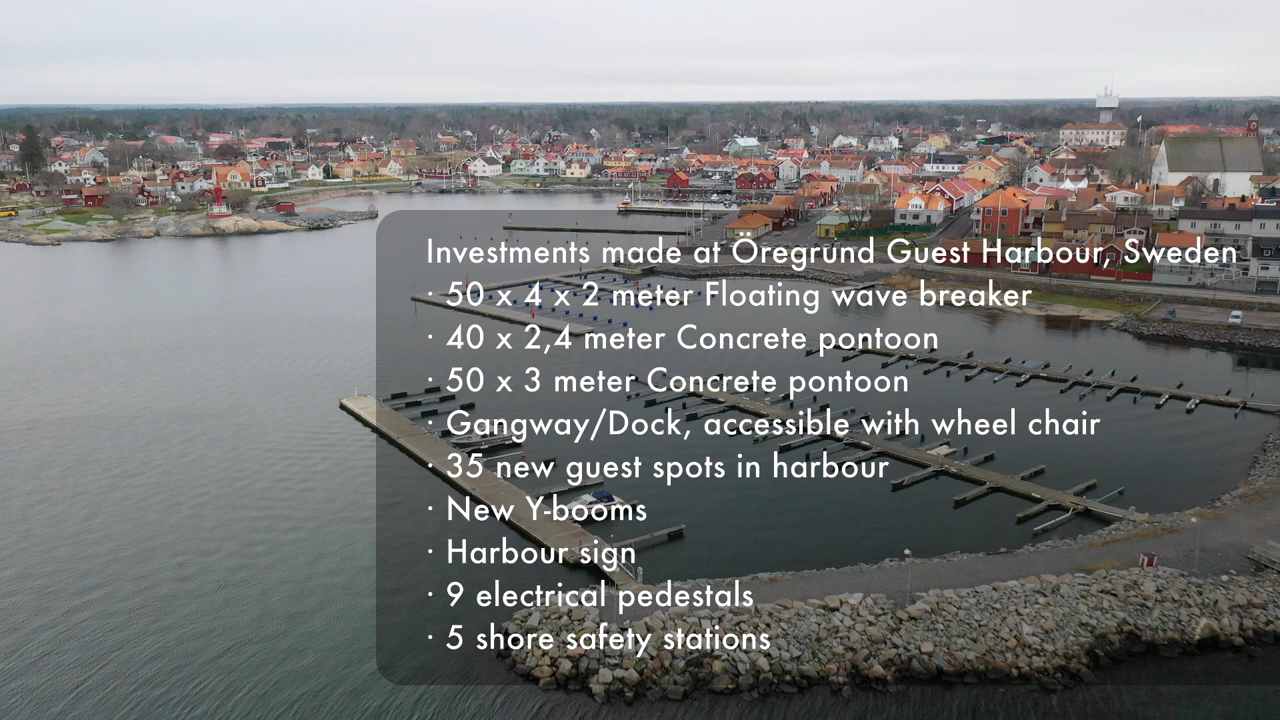 Investments made at Öregrund Guest Harbour, Sweden
· 50 x 4 x 2 meter Floating wave breaker
· 40 x 2,4 meter Concrete pontoon
· 50 x 3 meter Concrete pontoon
· Gangway/Dock, accessible with wheel chair
· 35 new guest spots in harbour
· New Y-booms
· Harbour sign
· 9 electrical pedestals
· 5 shore safety stations